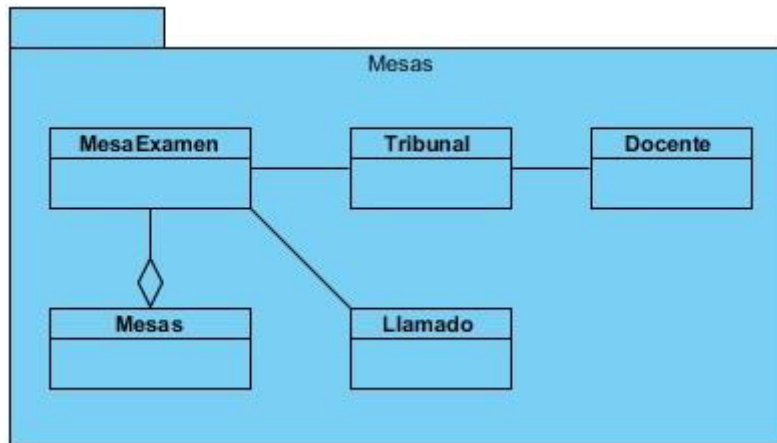 Mesas
MesaExamen
Tribunal
Docente
Mesas
Llamado